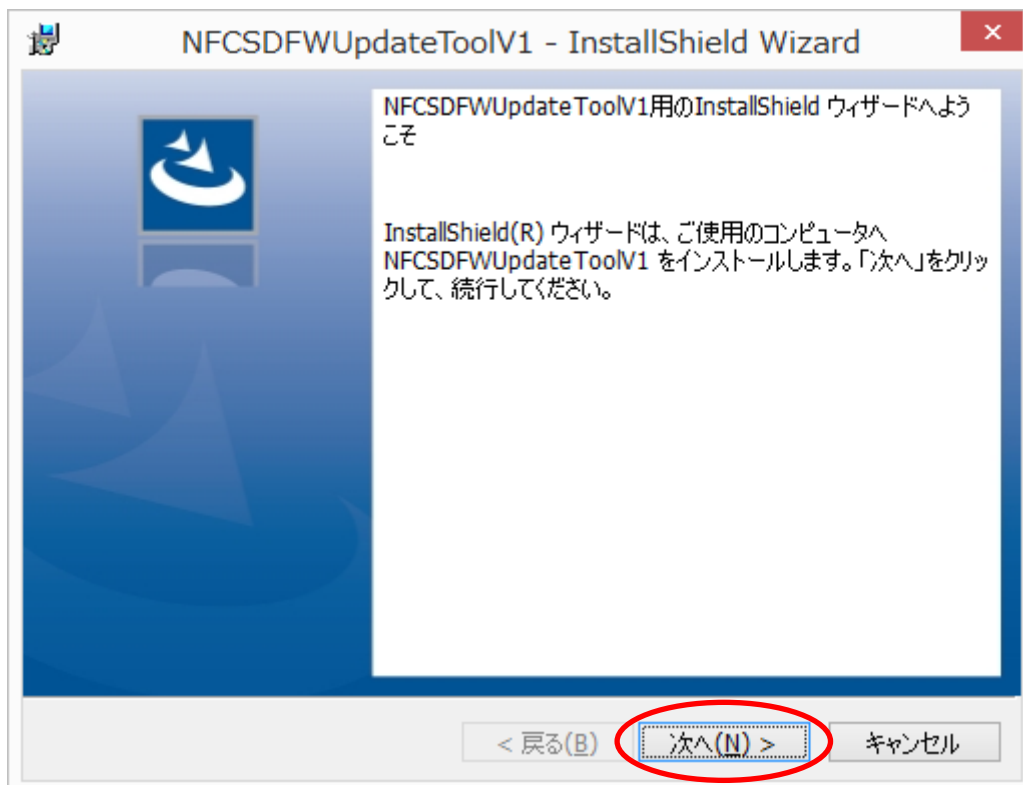 NFCSDFWUpdateToolV1 - InstallShield Wizard
NFCSDFWUpdateToolV1用のInstallShield ウィザードへよう
こそ
InstallShield(R) ウィザードは、ご使用のコンピュータへ
NFCSDFWUpdateToolV1 をインストールします。「次へ」をクリッ
クして、続行してください。
< 戻る(B)
次へ(N) >
キャンセル